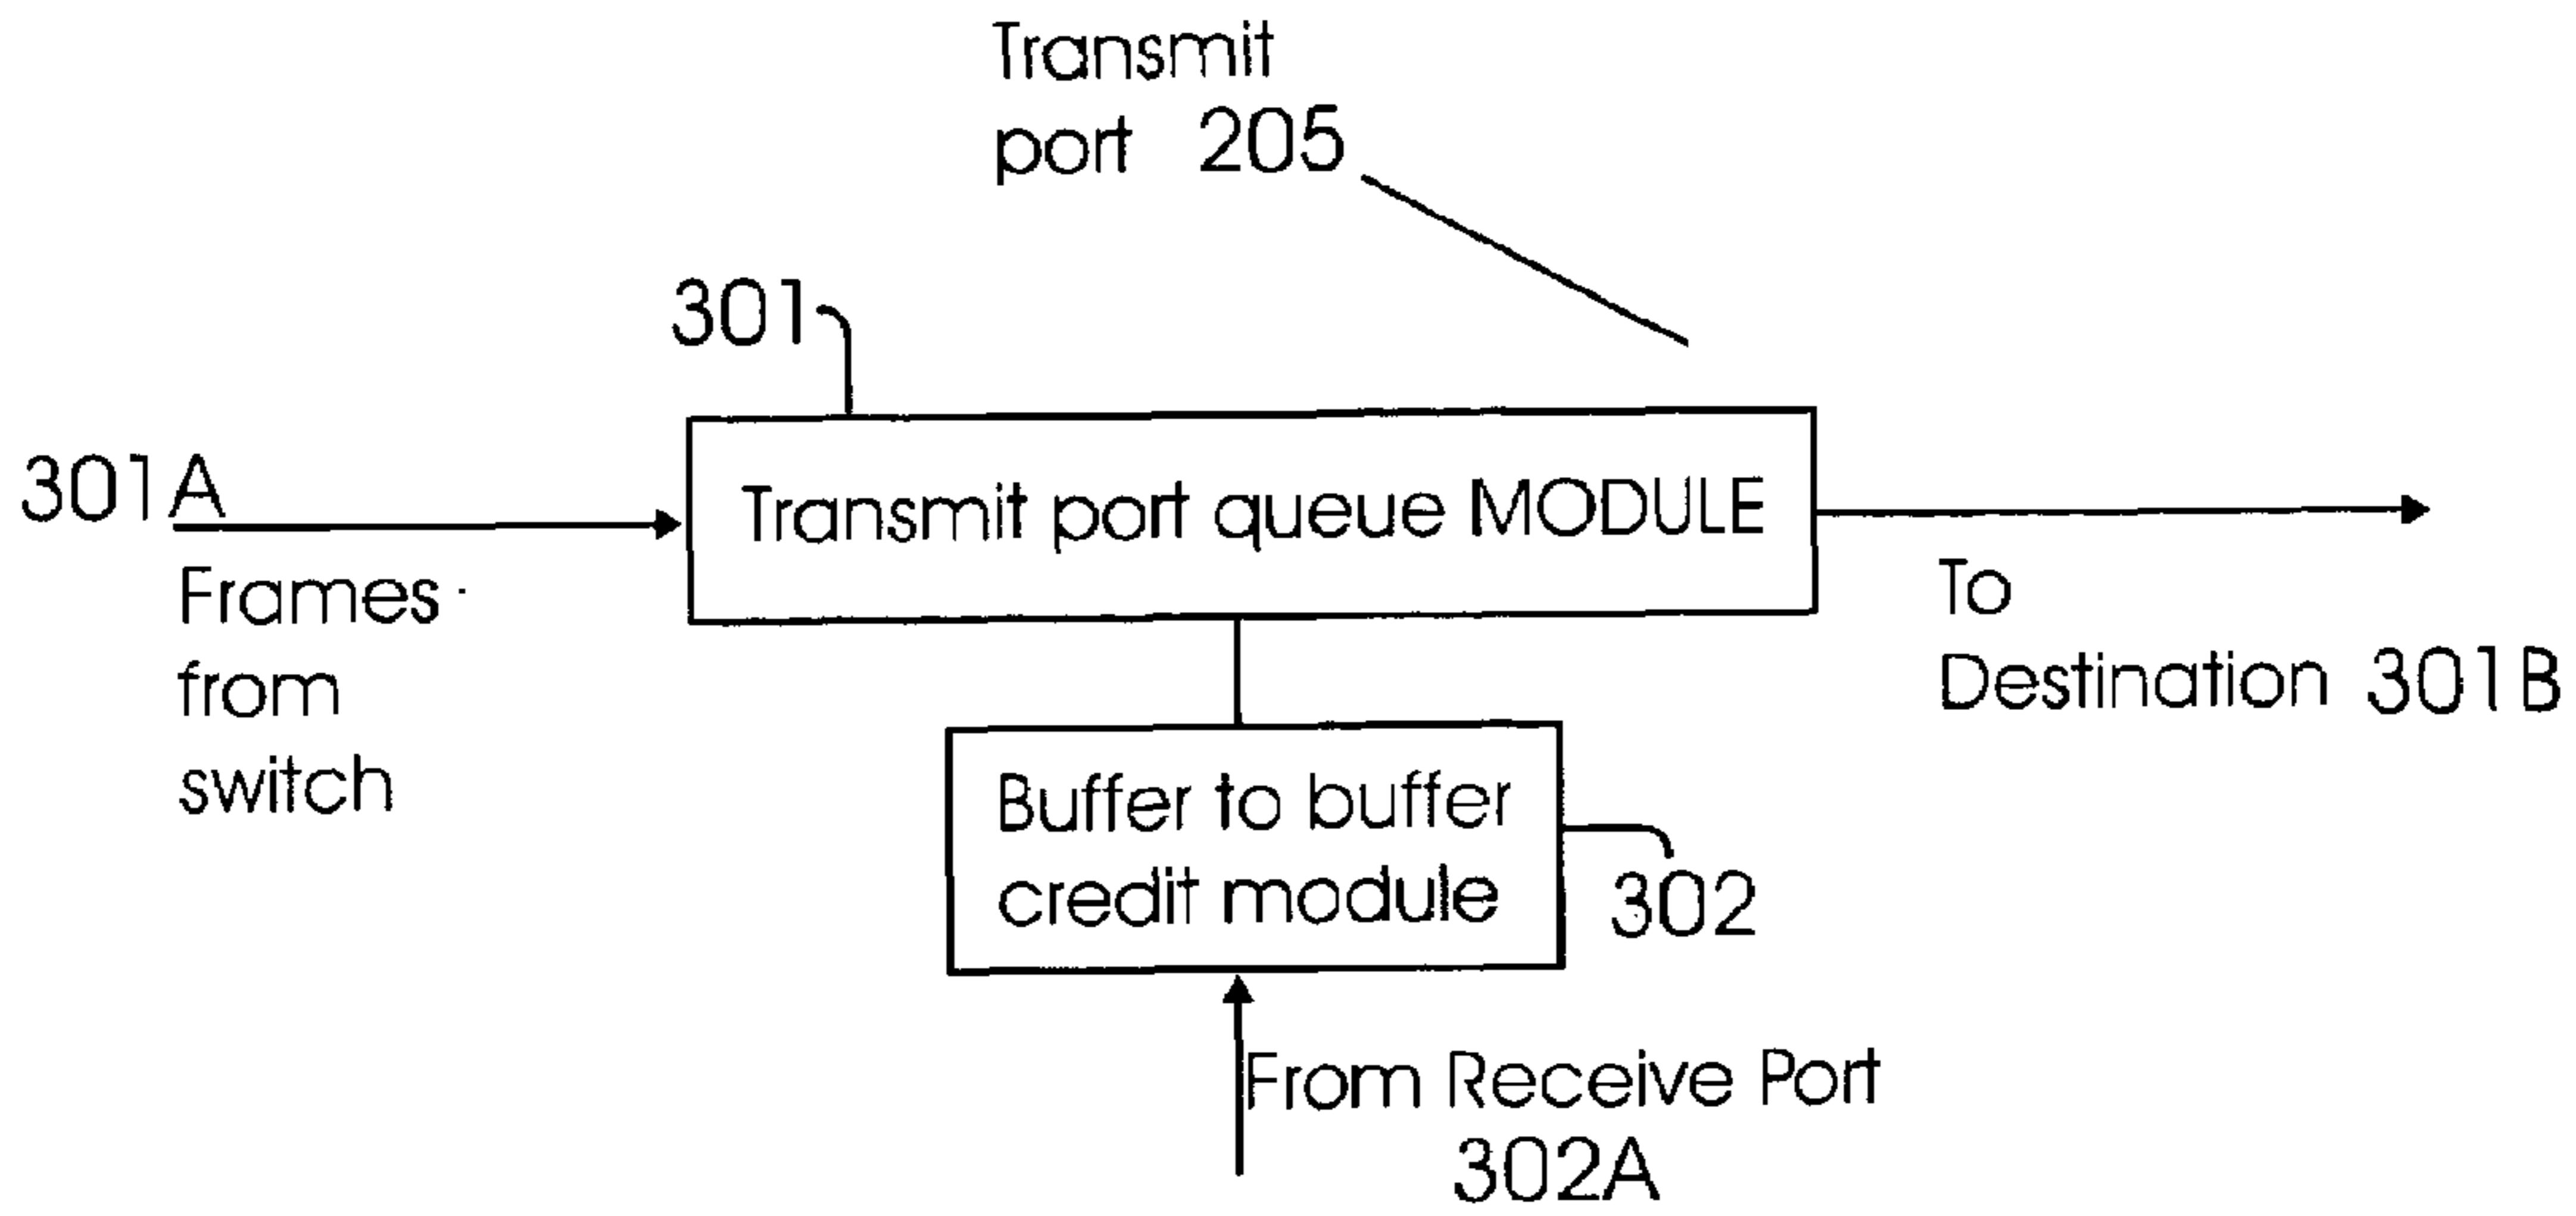 Transmit
port 205
301
301A
Transmit port queue MODULE
Frames
from
switch
To
Destination 301B
Buffer to buffer
credit module
302
From Receive Port
302A